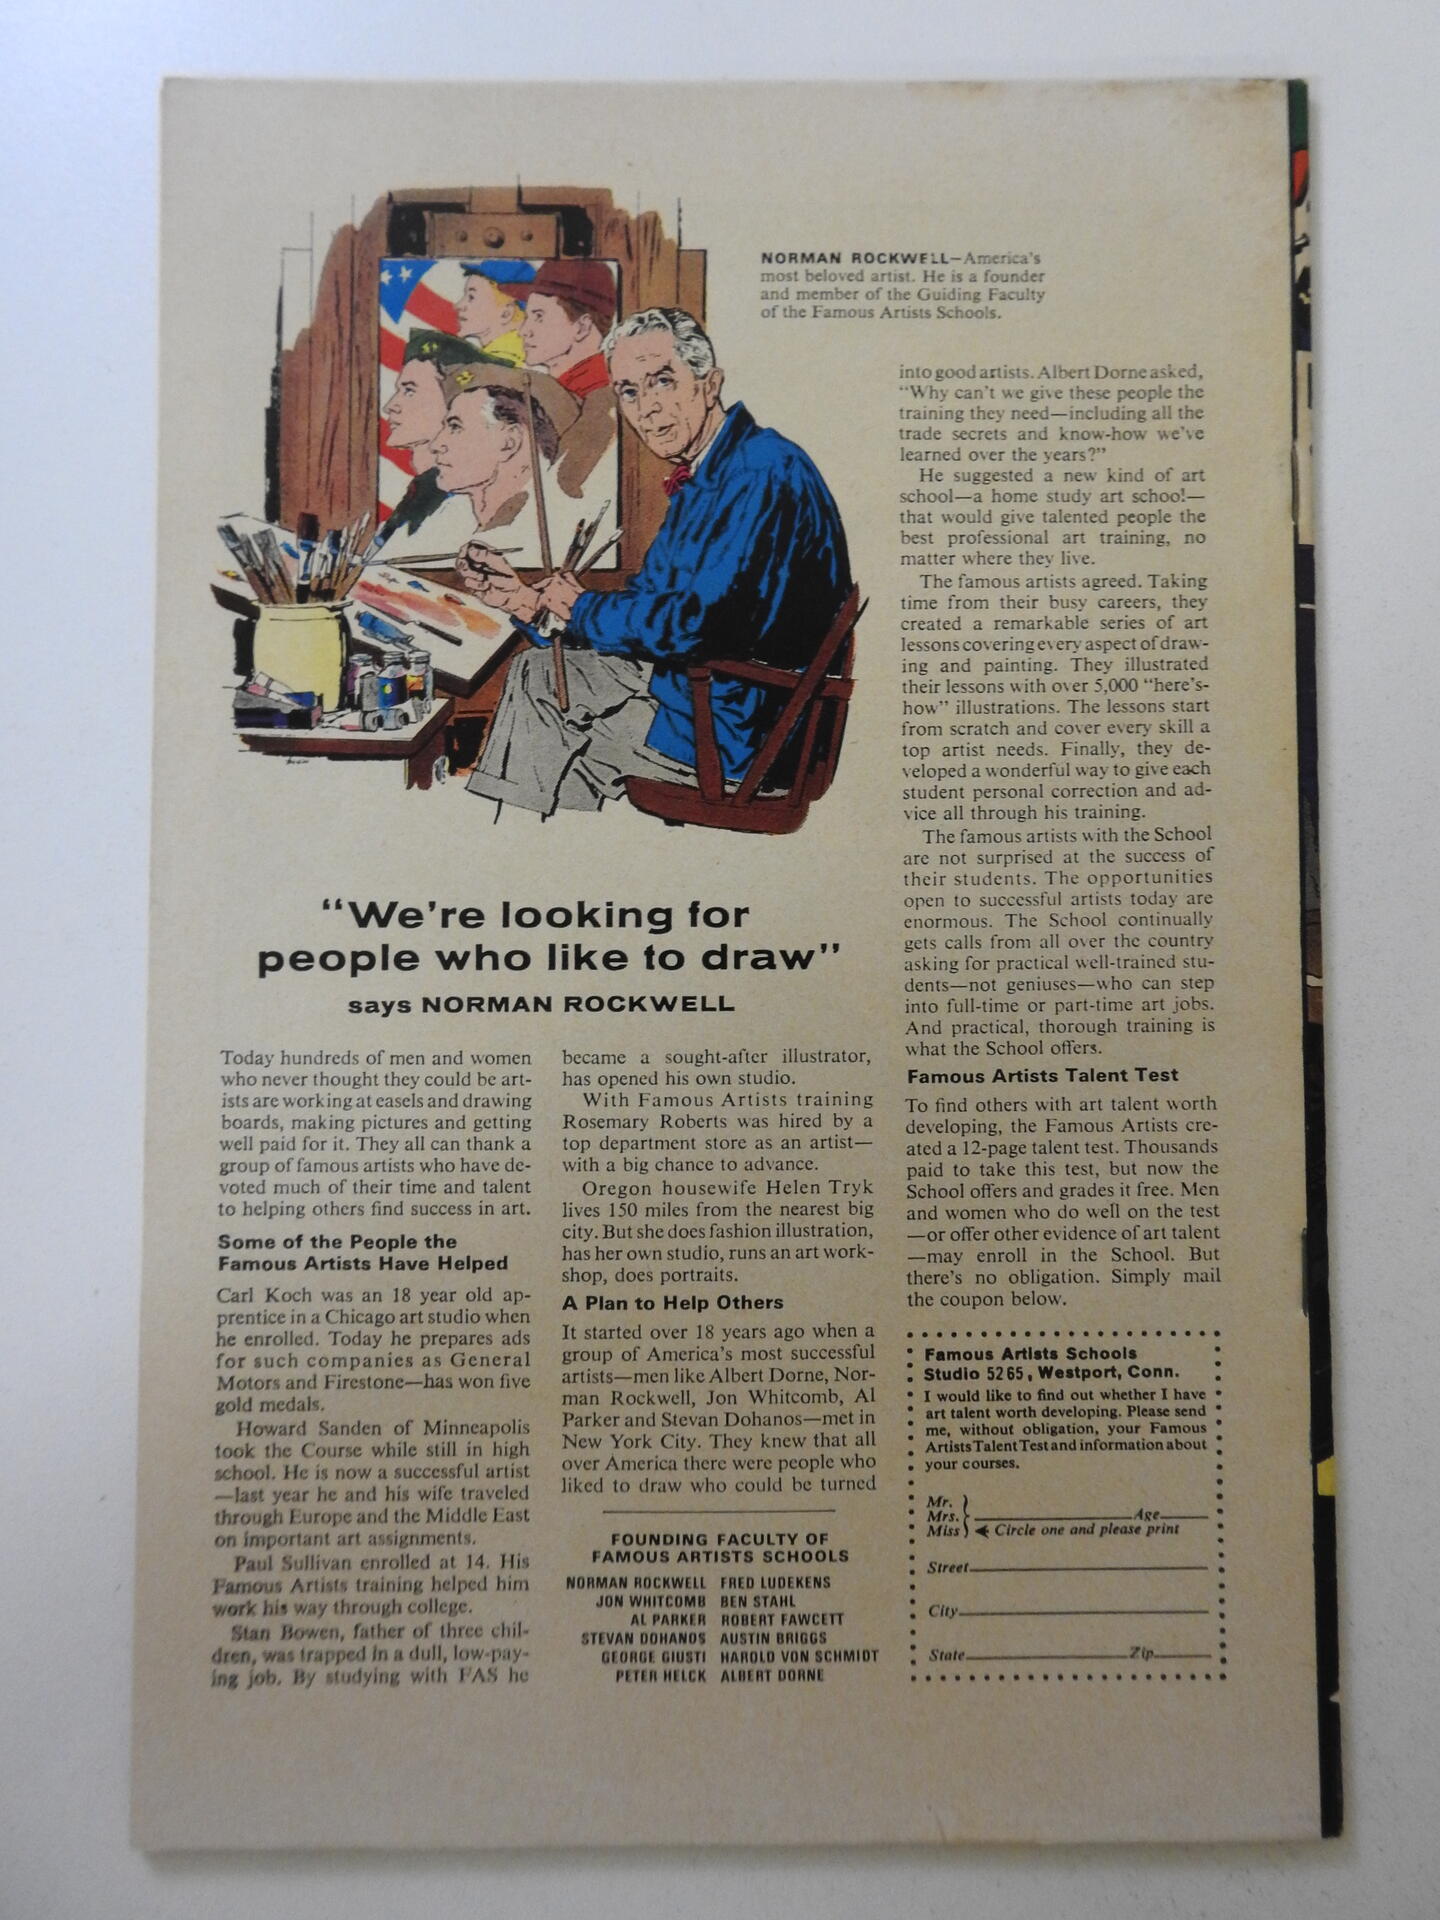 NORMAN ROCKWELL—America's
most beloved artist. He is a founder
and member of the Guiding Faculty
of the Famous Artists Schools.
"We're looking for
people who like to draw"
says NORMAN ROCKWELL
Today hundreds of men and women
who never thought they could be art-
ists are working at easels and drawing
boards, making pictures and getting
well paid for it. They all can thank a
group of famous artists who have de-
voted much of their time and talent
to helping others find success in art.
Some of the People the
Famous Artists Have Helped
Carl Koch was an 18 year old ap-
prentice in a Chicago art studio when
he enrolled. Today he prepares ads
for such companies as General
Motors and Firestone—has won five
gold medals.
Howard Sanden of Minneapolis
took the Course while still in high
school. He is now a successful artist
—last year he and his wife traveled
through Europe and the Middle East
on important art assignments.
Paul Sullivan enrolled at 14. His
Famous Artists training helped him
work his way through college.
Stan Bowen, father of three chil-
dren, was trapped in a dull, low-pay-
ing job. By studying with FAS he
became a sought-after illustrator,
has opened his own studio.
With Famous Artists training
Rosemary Roberts was hired by a
top department store as an artist—
with a big chance to advance.
Oregon housewife Helen Tryk
lives 150 miles from the nearest big
city. But she does fashion illustration,
has her own studio, runs an art work-
shop, does portraits.
A Plan to Help Others
It started over 18 years ago when a
group of America's most successful
artists—men like Albert Dorne, Nor-
man Rockwell, Jon Whitcomb, Al
Parker and Stevan Dohanos—met in
New York City. They knew that all
over America there were people who
liked to draw who could be turned
FOUNDING FACULTY OF
FAMOUS ARTISTS SCHOOLS
NORMAN ROCKWELL FRED LUDEKENS
JON WHITCOMB BEN STAHL
AL PARKER ROBERT FAWCETT
STEVAN DOHANOS AUSTIN BRIGGS
GEORGE GIUSTI HAROLD VON SCHMIDT
PETER HELCK ALBERT DORNE
into good artists. Albert Dorne asked,
"Why can't we give these people the
training they need—including all the
trade secrets and know-how we've
learned over the years?"
He suggested a new kind of art
school—a home study art school—
that would give talented people the
best professional art training, no
matter where they live.
The famous artists agreed. Taking
time from their busy careers, they
created a remarkable series of art
lessons covering every aspect of draw-
ing and painting. They illustrated
their lessons with over 5,000 "here's-
how" illustrations. The lessons start
from scratch and cover every skill a
top artist needs. Finally, they de-
veloped a wonderful way to give each
student personal correction and ad-
vice all through his training.
The famous artists with the School
are not surprised at the success of
their students. The opportunities
open to successful artists today are
enormous. The School continually
gets calls from all over the country
asking for practical well-trained stu-
dents—not geniuses—who can step
into full-time or part-time art jobs.
And practical, thorough training is
what the School offers.
Famous Artists Talent Test
To find others with art talent worth
developing, the Famous Artists cre-
ated a 12-page talent test. Thousands
paid to take this test, but now the
School offers and grades it free. Men
and women who do well on the test
—or offer other evidence of art talent
—may enroll in the School. But
there's no obligation. Simply mail
the coupon below.
Famous Artists Schools
Studio 5265, Westport, Conn.
I would like to find out whether I have
art talent worth developing. Please send
me, without obligation, your Famous
Artists Talent Test and information about
your courses.
Mr.
Mrs. Age
Miss Circle one and please print
Street
City
State Zip